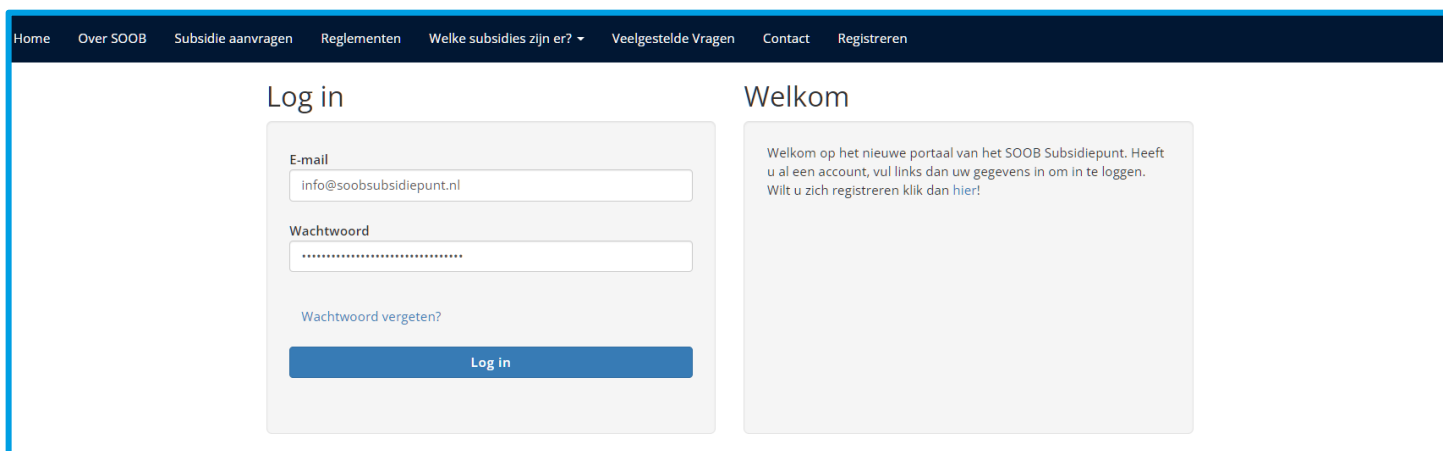 Home Over SOOB Subsidie aanvragen Reglementen Welke subsidies zijn er? Veelgestelde Vragen Contact Registreren
Log in
E-mail
info@soobsubsidiepunt.nl
Wachtwoord
•••••••••••••••••••••••••••••••••
Wachtwoord vergeten?
Log in
Welkom
Welkom op het nieuwe portaal van het SOOB Subsidiepunt. Heeft
u al een account, vul links dan uw gegevens in om in te loggen.
Wilt u zich registreren klik dan hier!